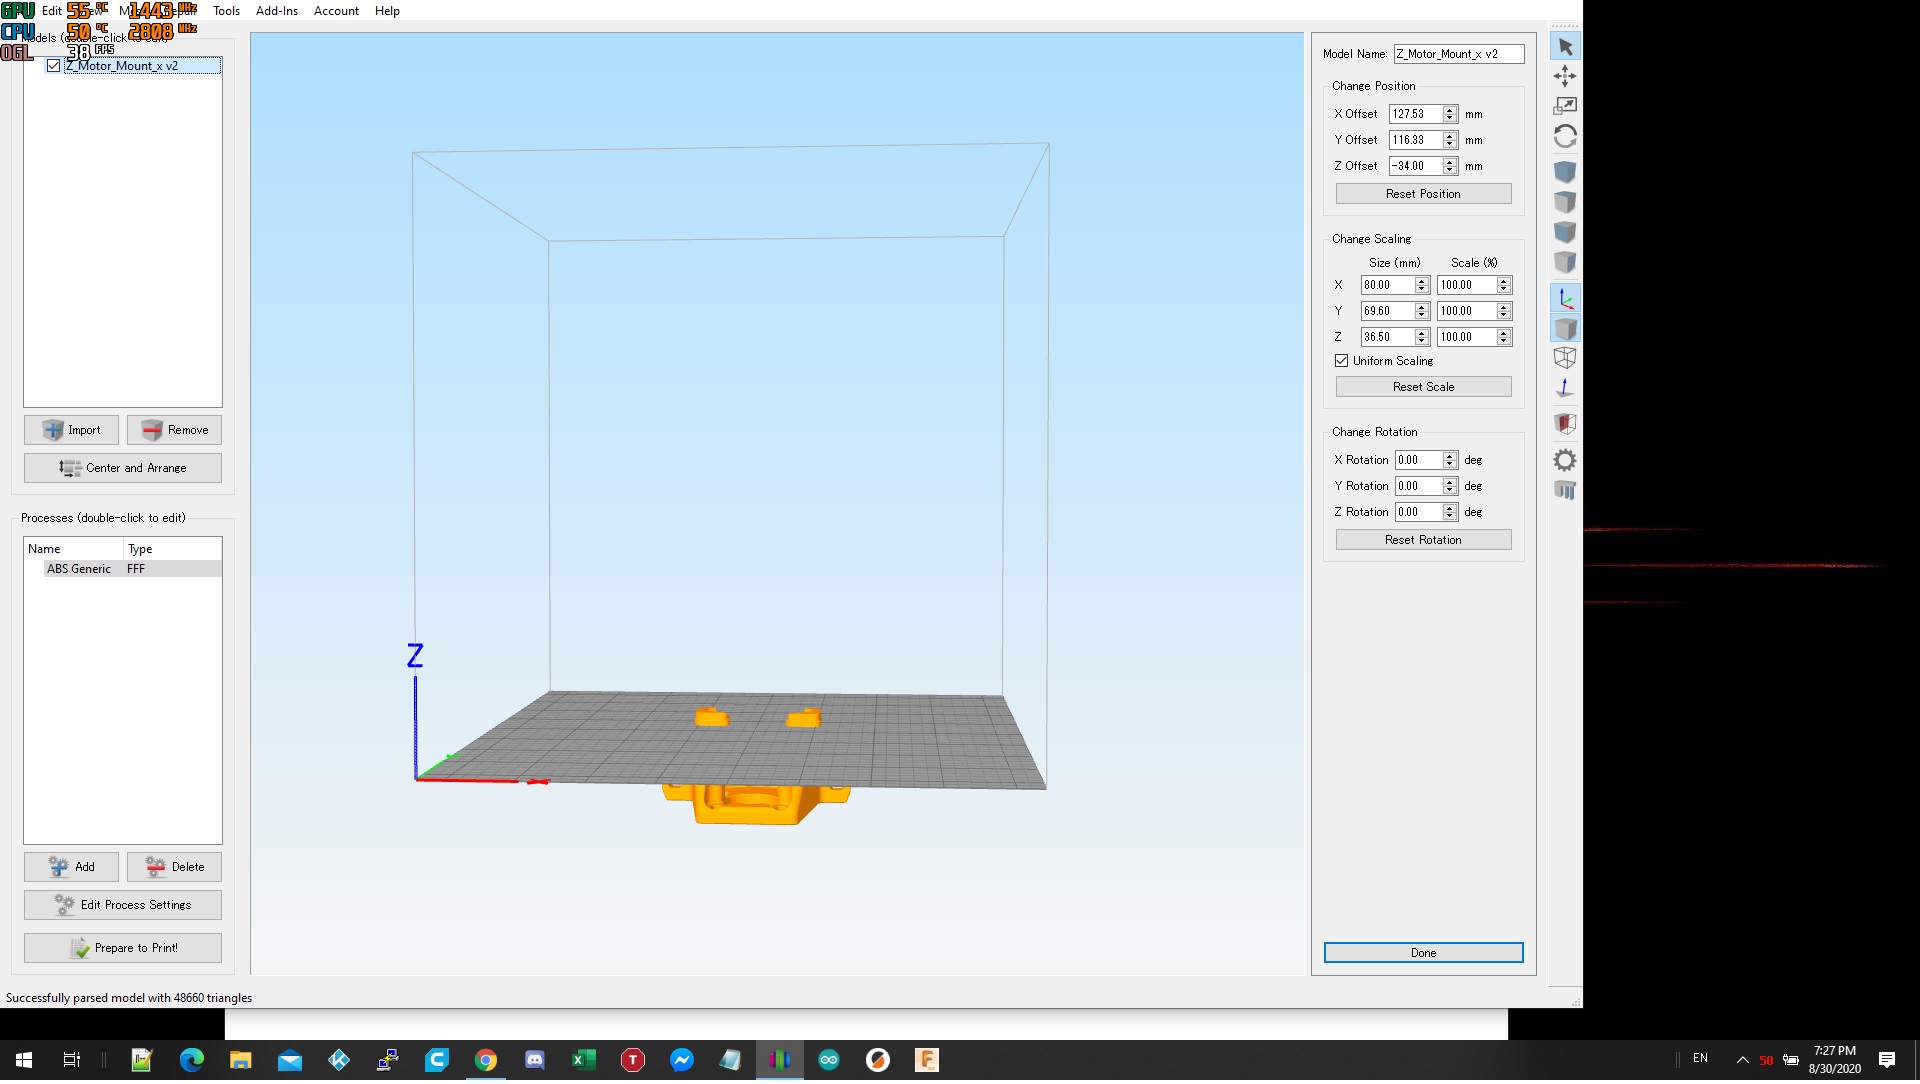 GPU 55 °C 1443 MHz
CPU 50 °C 2808 MHz
OGL 38 FPS
Edit Tools Add-Ins Account Help
Models (double-click to edit)
Z_Motor_Mount_x v2
Import Remove
Center and Arrange
Processes (double-click to edit)
Name Type
ABS Generic FFF
Add Delete
Edit Process Settings
Prepare to Print!
Successfully parsed model with 48660 triangles
Z
Model Name: Z_Motor_Mount_x v2
Change Position
X Offset 127.53 mm
Y Offset 116.33 mm
Z Offset -34.00 mm
Reset Position
Change Scaling
Size (mm) Scale (%)
X 80.00 100.00
Y 69.60 100.00
Z 36.50 100.00
Uniform Scaling
Reset Scale
Change Rotation
X Rotation 0.00 deg
Y Rotation 0.00 deg
Z Rotation 0.00 deg
Reset Rotation
Done
EN
50
7:27 PM
8/30/2020